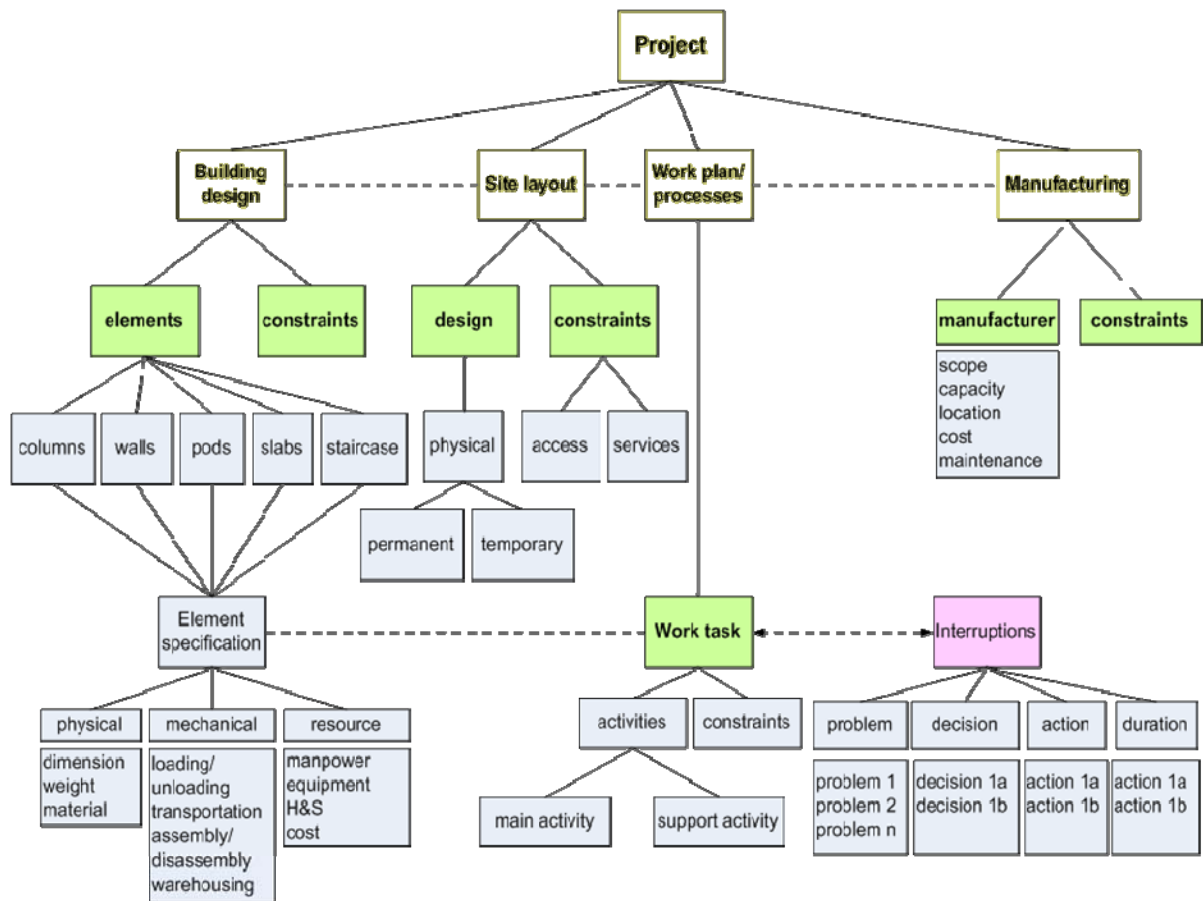 Project
Building
design
Site layout
Work plan/
processes
Manufacturing
elements
constraints
design
constraints
manufacturer
constraints
scope
capacity
location
cost
maintenance
columns
walls
pods
slabs
staircase
physical
access
services
permanent
temporary
Element
specification
Work task
Interruptions
physical
mechanical
resource
dimension
weight
material
loading/
unloading
transportation
assembly/
disassembly
warehousing
manpower
equipment
H&S
cost
activities
constraints
main activity
support activity
problem
decision
action
duration
problem 1
problem 2
problem n
decision 1a
decision 1b
action 1a
action 1b
action 1a
action 1b